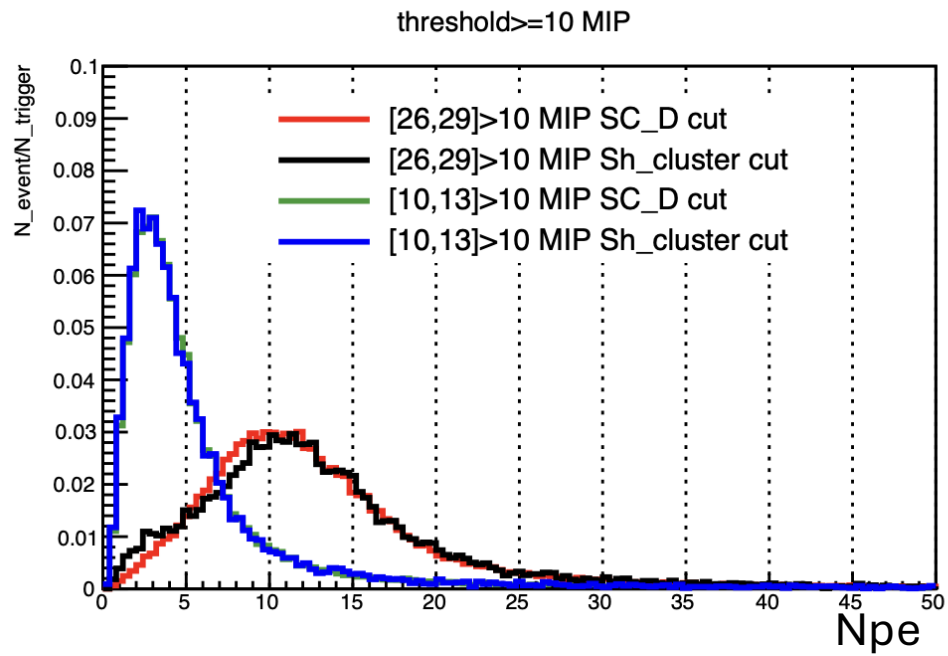 threshold>=10 MIP
N_event/N_trigger
0.1
0.09
0.08
0.07
0.06
0.05
0.04
0.03
0.02
0.01
0
[26,29]>10 MIP SC_D cut
[26,29]>10 MIP Sh_cluster cut
[10,13]>10 MIP SC_D cut
[10,13]>10 MIP Sh_cluster cut
0 5 10 15 20 25 30 35 40 45 50
Npe